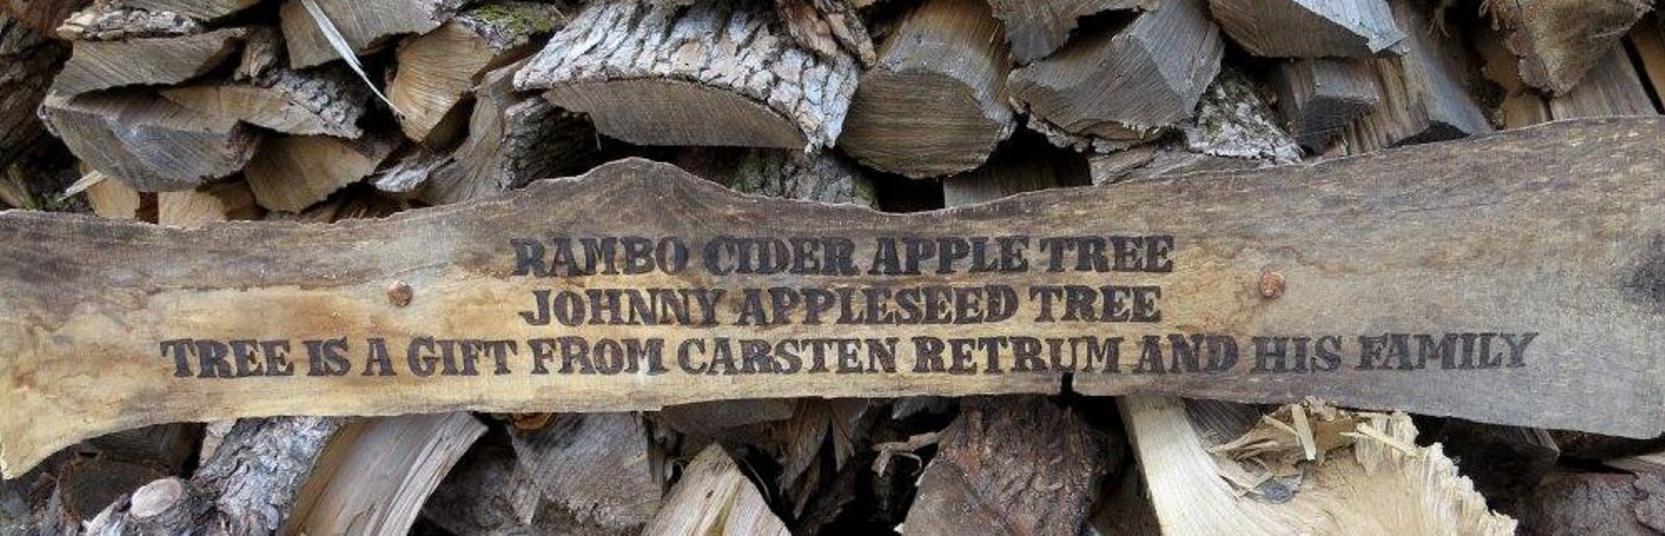 RAMBO CIDER APPLE TREE
JOHNNY APPLESEED TREE
TREE IS A GIFT FROM CARSTEN RETRUM AND HIS FAMILY